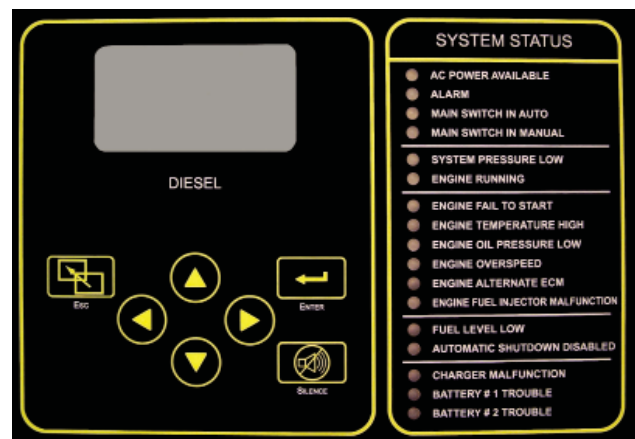 DIESEL
ESC
ENTER
SILENCE
SYSTEM STATUS
AC POWER AVAILABLE
ALARM
MAIN SWITCH IN AUTO
MAIN SWITCH IN MANUAL
SYSTEM PRESSURE LOW
ENGINE RUNNING
ENGINE FAIL TO START
ENGINE TEMPERATURE HIGH
ENGINE OIL PRESSURE LOW
ENGINE OVERSPEED
ENGINE ALTERNATE ECM
ENGINE FUEL INJECTOR MALFUNCTION
FUEL LEVEL LOW
AUTOMATIC SHUTDOWN DISABLED
CHARGER MALFUNCTION
BATTERY # 1 TROUBLE
BATTERY # 2 TROUBLE